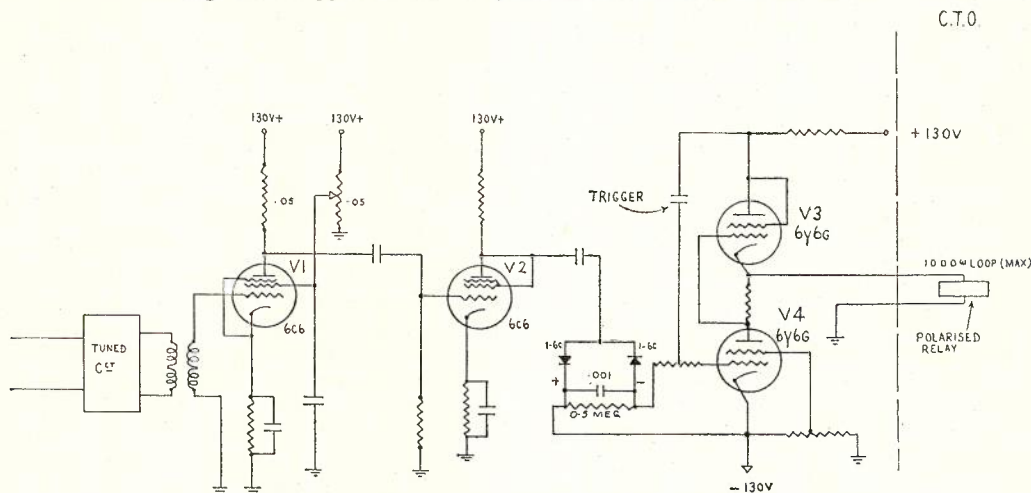 C.T.O.
130V+
130V+
130V+
+130V
.05
.05
TRIGGER
V1
V2
V3
6Y6G
6C6
6C6
1000ω LOOP (MAX)
V4
6Y6G
POLARISED
RELAY
TUNED
CCT
1-6C
1-6C
+
.001
-
0.5 MEG
-130V